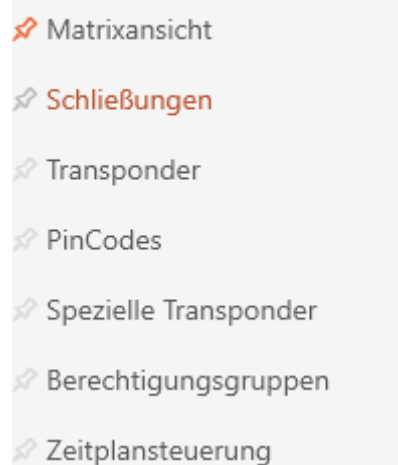 Matrixansicht
Schließungen
Transponder
PinCodes
Spezielle Transponder
Berechtigungsgruppen
Zeitplansteuerung